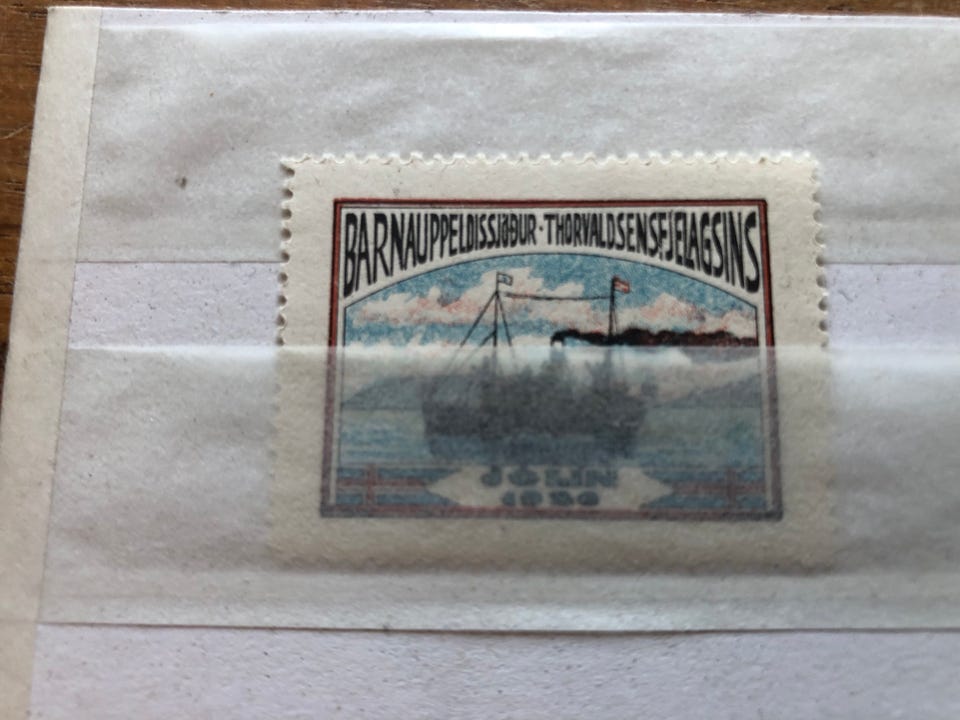 BARNAUPPELDISSJÓÐUR · THORVALDSENSFJELAGSINS
JÓLIN